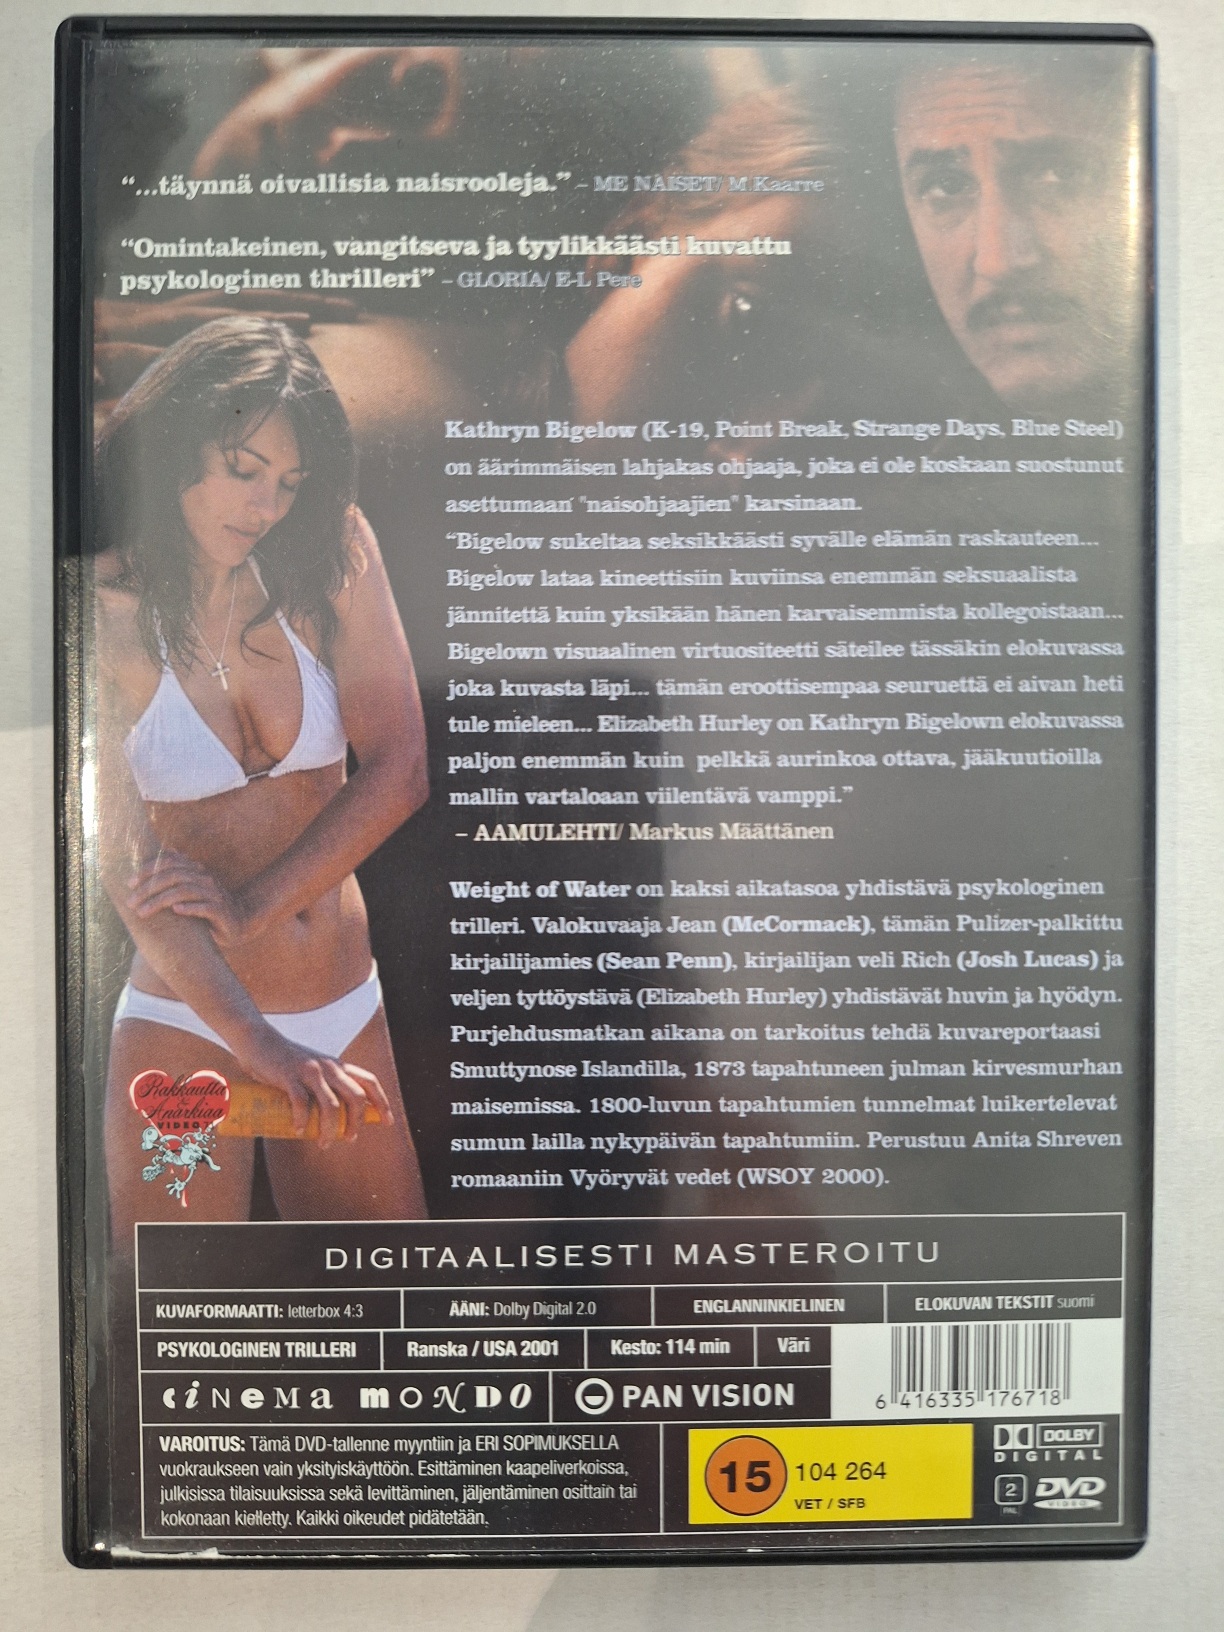 “...täynnä oivallisia naisrooleja.” – ME NAISET/ M.Kaarre
“Omintakeinen, vangitseva ja tyylikkäästi kuvattu
psykologinen thrilleri” – GLORIA/ E-L Pere
Kathryn Bigelow (K-19, Point Break, Strange Days, Blue Steel)
on äärimmäisen lahjakas ohjaaja, joka ei ole koskaan suostunut
asettumaan "naisohjaajien" karsinaan.
“Bigelow sukeltaa seksikkäästi syvälle elämän raskauteen...
Bigelow lataa kineettisiin kuviinsa enemmän seksuaalista
jännitettä kuin yksikään hänen karvaisemmista kollegoistaan...
Bigelown visuaalinen virtuositeetti säteilee tässäkin elokuvassa
joka kuvasta läpi... tämän eroottisempaa seuruettä ei aivan heti
tule mieleen... Elizabeth Hurley on Kathryn Bigelown elokuvassa
paljon enemmän kuin pelkkä aurinkoa ottava, jääkuutioilla
mallin vartaloaan viilentävä vamppi.”
– AAMULEHTI/ Markus Määttänen
Weight of Water on kaksi aikatasoa yhdistävä psykologinen
trilleri. Valokuvaaja Jean (McCormack), tämän Pulizer-palkittu
kirjailijamies (Sean Penn), kirjailijan veli Rich (Josh Lucas) ja
veljen tyttöystävä (Elizabeth Hurley) yhdistävät huvin ja hyödyn.
Purjehdusmatkan aikana on tarkoitus tehdä kuvareportaasi
Smuttynose Islandilla, 1873 tapahtuneen julman kirvesmurhan
maisemissa. 1800-luvun tapahtumien tunnelmat luikertelevat
sumun lailla nykypäivän tapahtumiin. Perustuu Anita Shreven
romaaniin Vyöryvät vedet (WSOY 2000).
Rakkautta
&
Anarkiaa
VIDEOT
DIGITAALISESTI MASTEROITU
KUVAFORMAATTI: letterbox 4:3
ÄÄNI: Dolby Digital 2.0
ENGLANNINKIELINEN
ELOKUVAN TEKSTIT suomi
PSYKOLOGINEN TRILLERI
Ranska / USA 2001
Kesto: 114 min
Väri
CiNeMa moNDO
PAN VISION
6 416335 176718
VAROITUS: Tämä DVD-tallenne myyntiin ja ERI SOPIMUKSELLA
vuokraukseen vain yksityiskäyttöön. Esittäminen kaapeliverkoissa,
julkisissa tilaisuuksissa sekä levittäminen, jäljentäminen osittain tai
kokonaan kielletty. Kaikki oikeudet pidätetään.
15
104 264
VET / SFB
DOLBY
DIGITAL
2
PAL
DVD
VIDEO